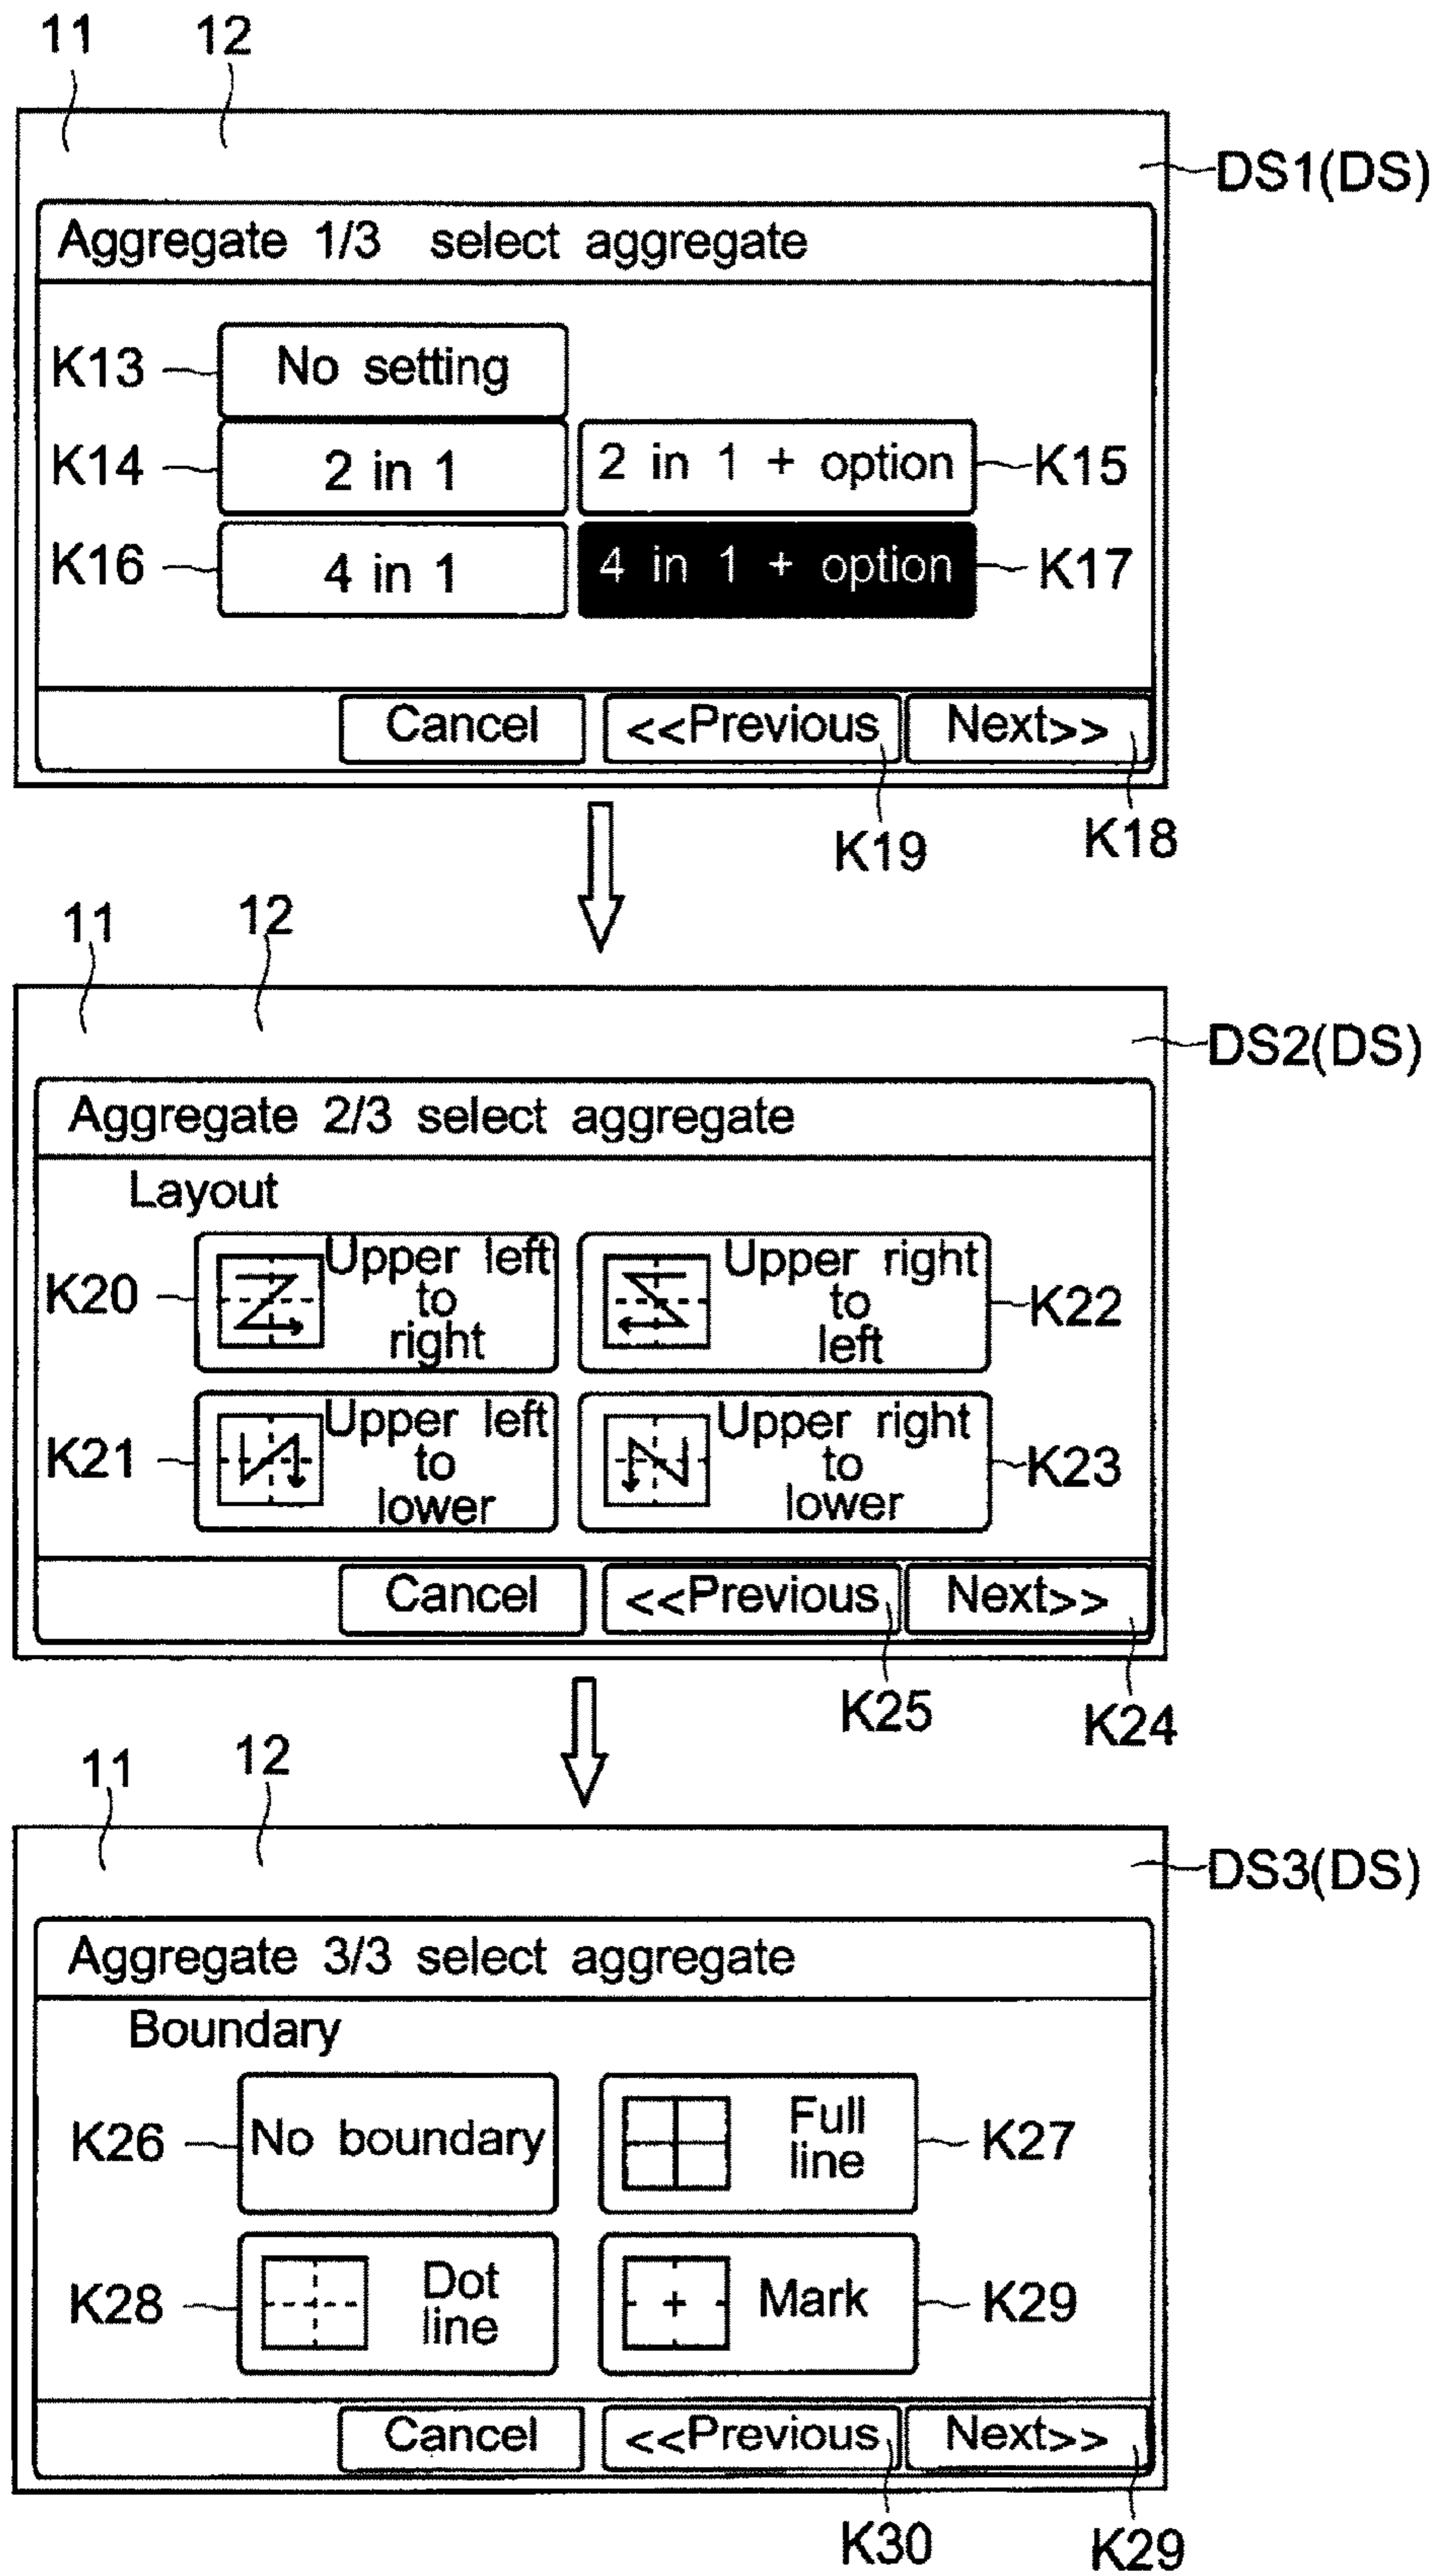 11 12
DS1(DS)
Aggregate 1/3 select aggregate
K13 No setting
K14 2 in 1 2 in 1 + option K15
K16 4 in 1 4 in 1 + option K17
Cancel <<Previous Next>>
K19 K18
11 12
DS2(DS)
Aggregate 2/3 select aggregate
Layout
K20 Upper left to right
Upper right to left K22
K21 Upper left to lower
Upper right to lower K23
Cancel <<Previous Next>>
K25 K24
11 12
DS3(DS)
Aggregate 3/3 select aggregate
Boundary
K26 No boundary
Full line K27
K28 Dot line
Mark K29
Cancel <<Previous Next>>
K30 K29